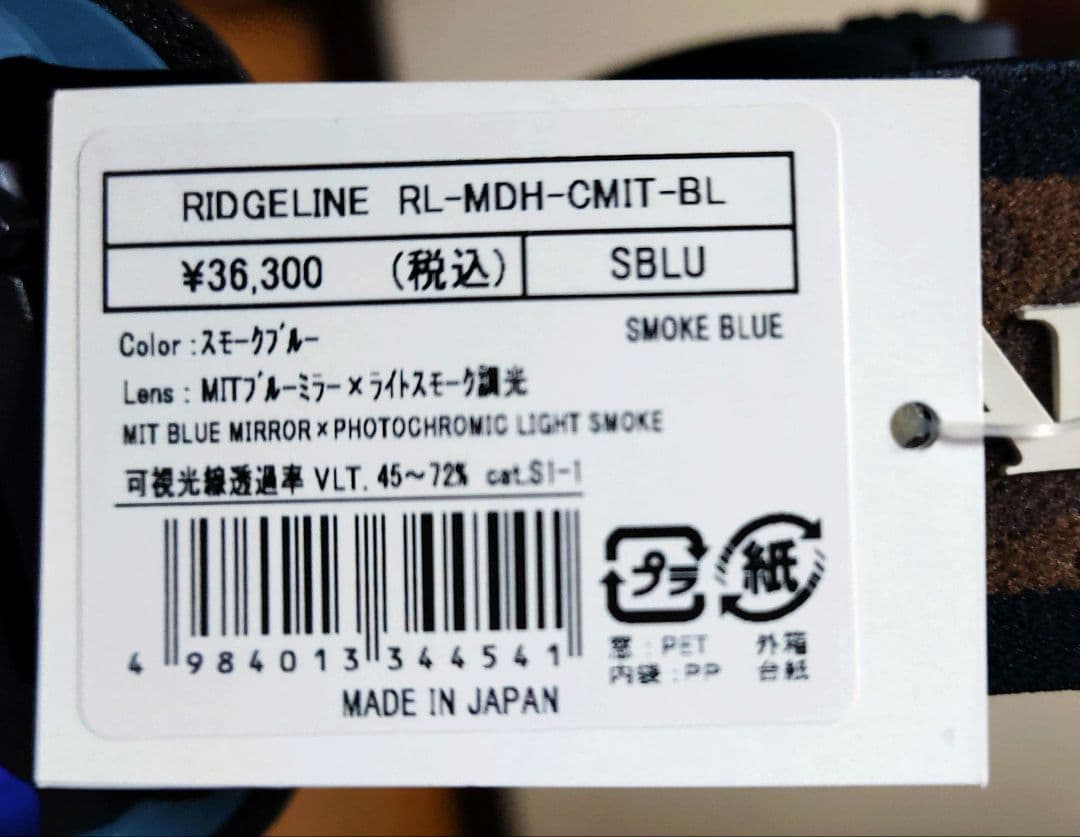 RIDGELINE RL-MDH-CMIT-BL
¥36,300 (税込) SBLU
Color :スモークブルー SMOKE BLUE
Lens : MITブルーミラー×ライトスモーク調光
MIT BLUE MIRROR×PHOTOCHROMIC LIGHT SMOKE
可視光線透過率 VLT. 45~72% cat.S1-1
4 984013 344541
MADE IN JAPAN
プラ 紙
窓 : PET 外箱
内袋 : PP 台紙